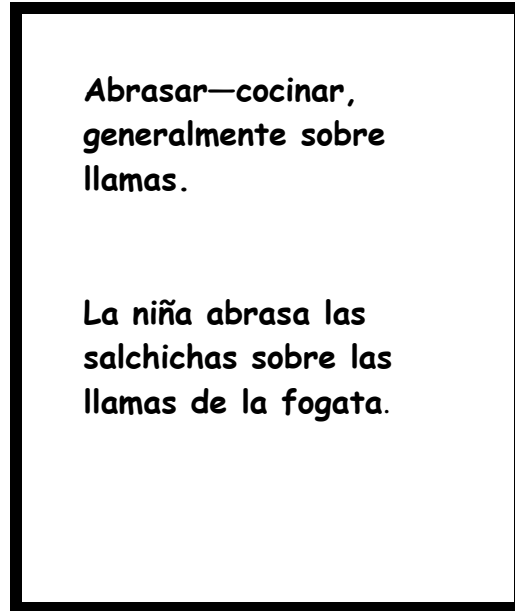 Abrasar—cocinar,
generalmente sobre
llamas.
La niña abrasa las
salchichas sobre las
llamas de la fogata.